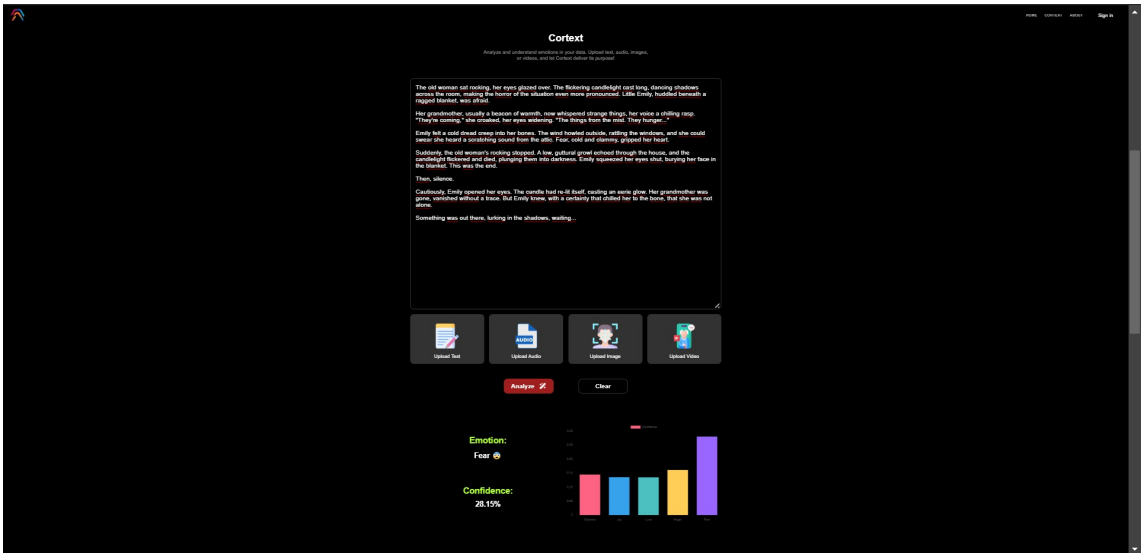 HOME CONTEXT ABOUT Sign in
Cortext
Analyze and understand emotions in your data. Upload text, audio, images,
or videos, and let Cortext deliver its purpose!
The old woman sat rocking, her eyes glazed over. The flickering candlelight cast long, dancing shadows
across the room, making the horror of the situation even more pronounced. Little Emily, huddled beneath a
ragged blanket, was afraid.
Her grandmother, usually a beacon of warmth, now whispered strange things, her voice a chilling rasp.
"They're coming," she croaked, her eyes widening. "The things from the mist. They hunger..."
Emily felt a cold dread creep into her bones. The wind howled outside, rattling the windows, and she could
swear she heard a scratching sound from the attic. Fear, cold and clammy, gripped her heart.
Suddenly, the old woman's rocking stopped. A low, guttural growl echoed through the house, and the
candlelight flickered and died, plunging them into darkness. Emily squeezed her eyes shut, burying her face in
the blanket. This was the end.
Then, silence.
Cautiously, Emily opened her eyes. The candle had re-lit itself, casting an eerie glow. Her grandmother was
gone, vanished without a trace. But Emily knew, with a certainty that chilled her to the bone, that she was not
alone.
Something was out there, lurking in the shadows, waiting...
AUDIO
Upload Text
Upload Audio
Upload Image
Upload Video
Analyze
Clear
Emotion:
Fear 😨
Confidence:
28.15%